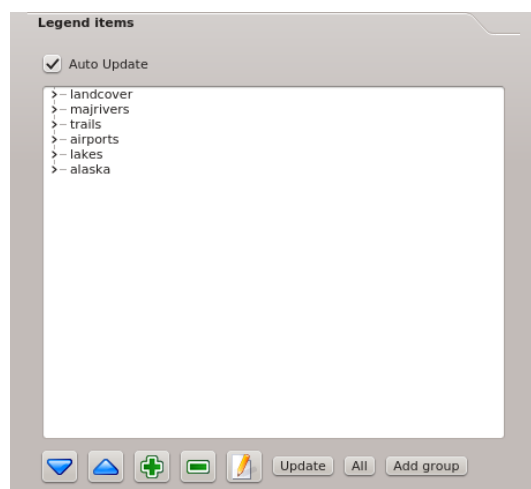 Legend items
Auto Update
landcover
majrivers
trails
airports
lakes
alaska
Update All Add group